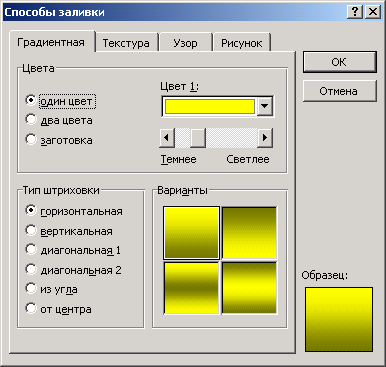 Способы заливки
Градиентная
Текстура
Узор
Рисунок
OK
Отмена
Цвета
один цвет
два цвета
заготовка
Цвет 1:
Темнее
Светлее
Тип штриховки
горизонтальная
вертикальная
диагональная 1
диагональная 2
из угла
от центра
Варианты
Образец: